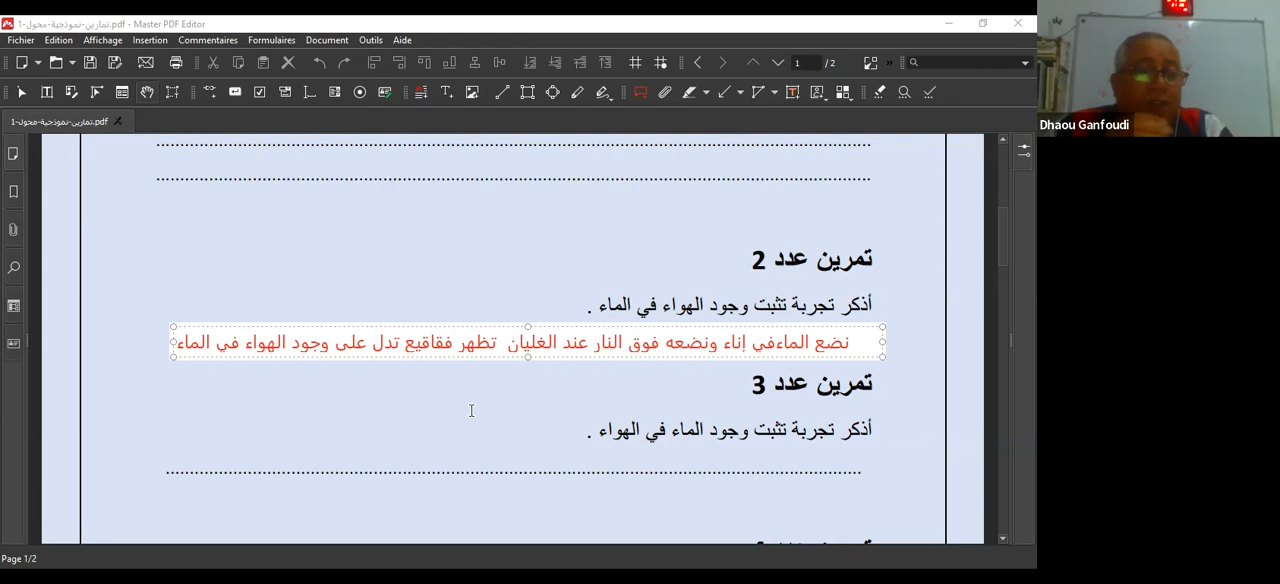 تمارين-نموذجية-محول-1.pdf - Master PDF Editor
Fichier Edition Affichage Insertion Commentaires Formulaires Document Outils Aide
1 / 2
تمارين-نموذجية-محول-1.pdf
Dhaou Ganfoudi
........................................................................................................................
........................................................................................................................
تمرين عدد 2
أذكر تجربة تثبت وجود الهواء في الماء .
نضع الماءفي إناء ونضعه فوق النار عند الغليان تظهر فقاقيع تدل على وجود الهواء في الماء
تمرين عدد 3
أذكر تجربة تثبت وجود الماء في الهواء .
........................................................................................................................
Page 1/2